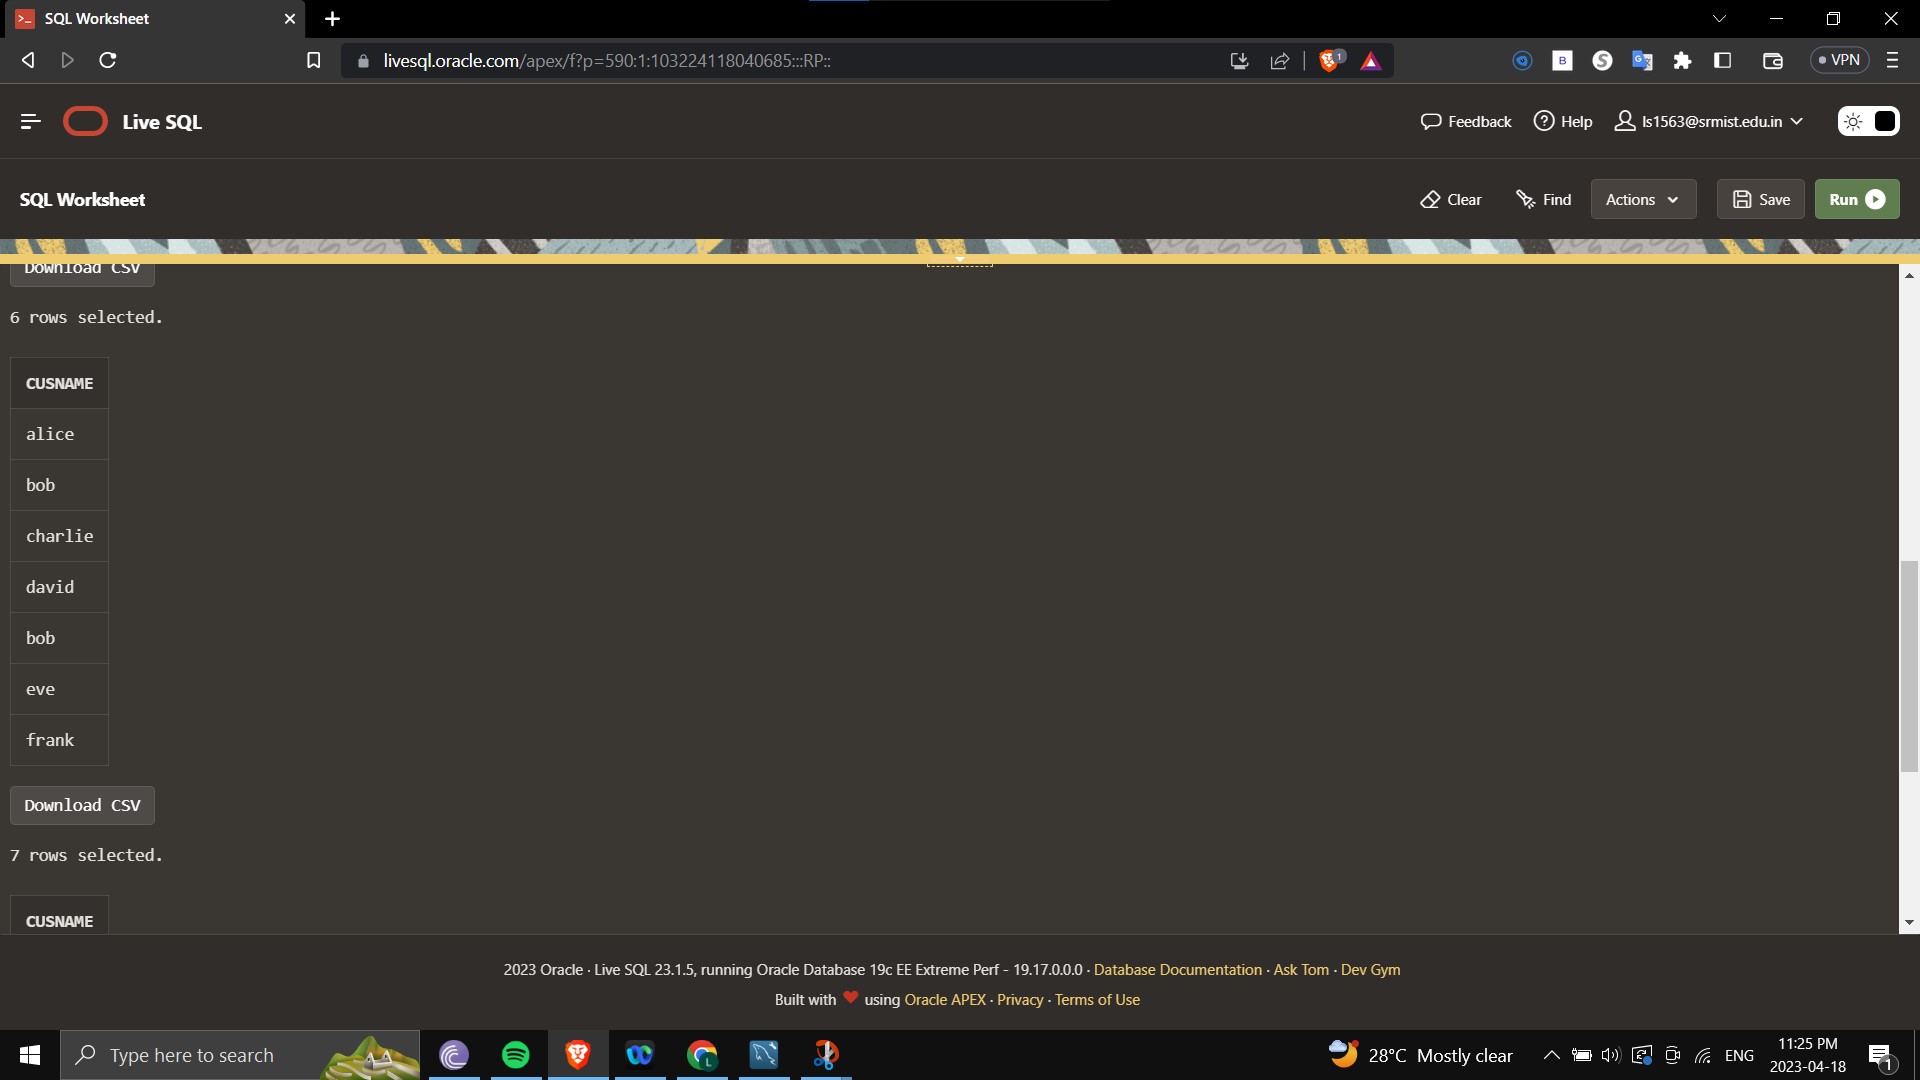 SQL Worksheet
livesql.oracle.com/apex/f?p=590:1:103224118040685:::RP::
1
B
VPN
Live SQL
Feedback
Help
ls1563@srmist.edu.in
SQL Worksheet
Clear
Find
Actions
Save
Run
Download CSV
6 rows selected.
CUSNAME
alice
bob
charlie
david
bob
eve
frank
Download CSV
7 rows selected.
CUSNAME
2023 Oracle · Live SQL 23.1.5, running Oracle Database 19c EE Extreme Perf - 19.17.0.0.0 · Database Documentation · Ask Tom · Dev Gym
Built with ❤ using Oracle APEX · Privacy · Terms of Use
Type here to search
28°C Mostly clear
ENG
11:25 PM
2023-04-18
1